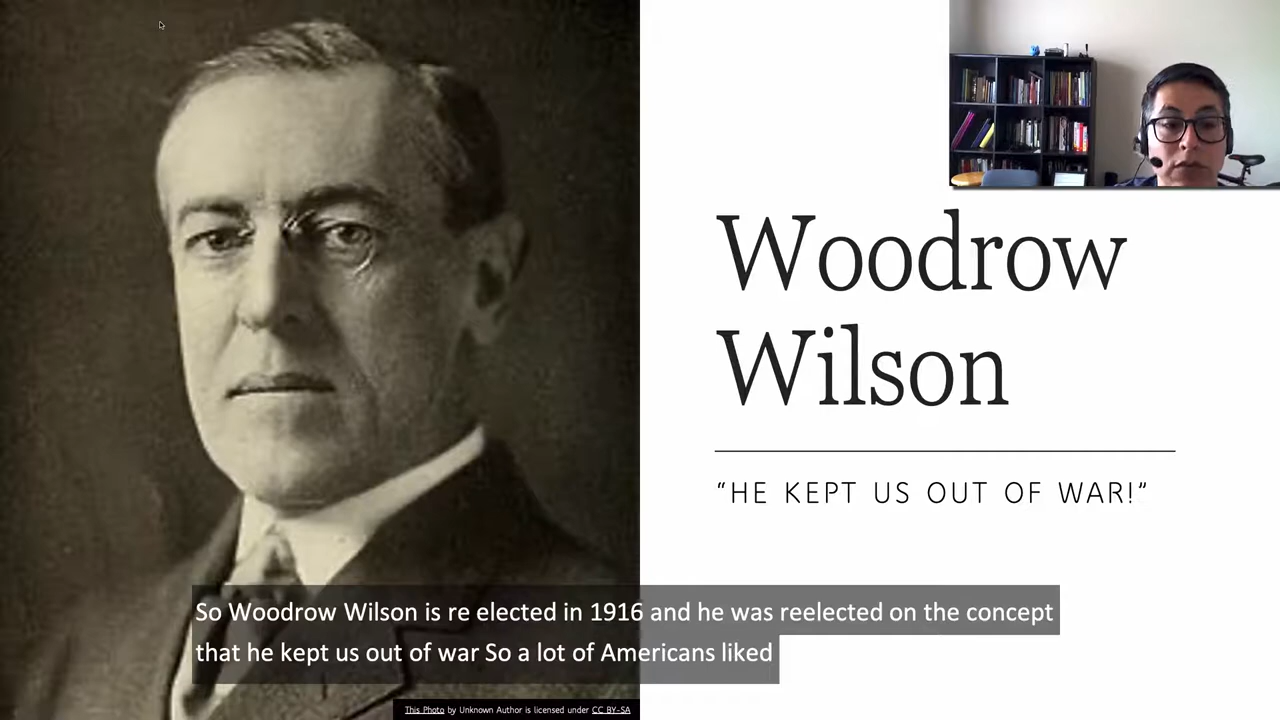 Woodrow
Wilson
“HE KEPT US OUT OF WAR!”
So Woodrow Wilson is re elected in 1916 and he was reelected on the concept
that he kept us out of war So a lot of Americans liked
This Photo by Unknown Author is licensed under CC BY-SA